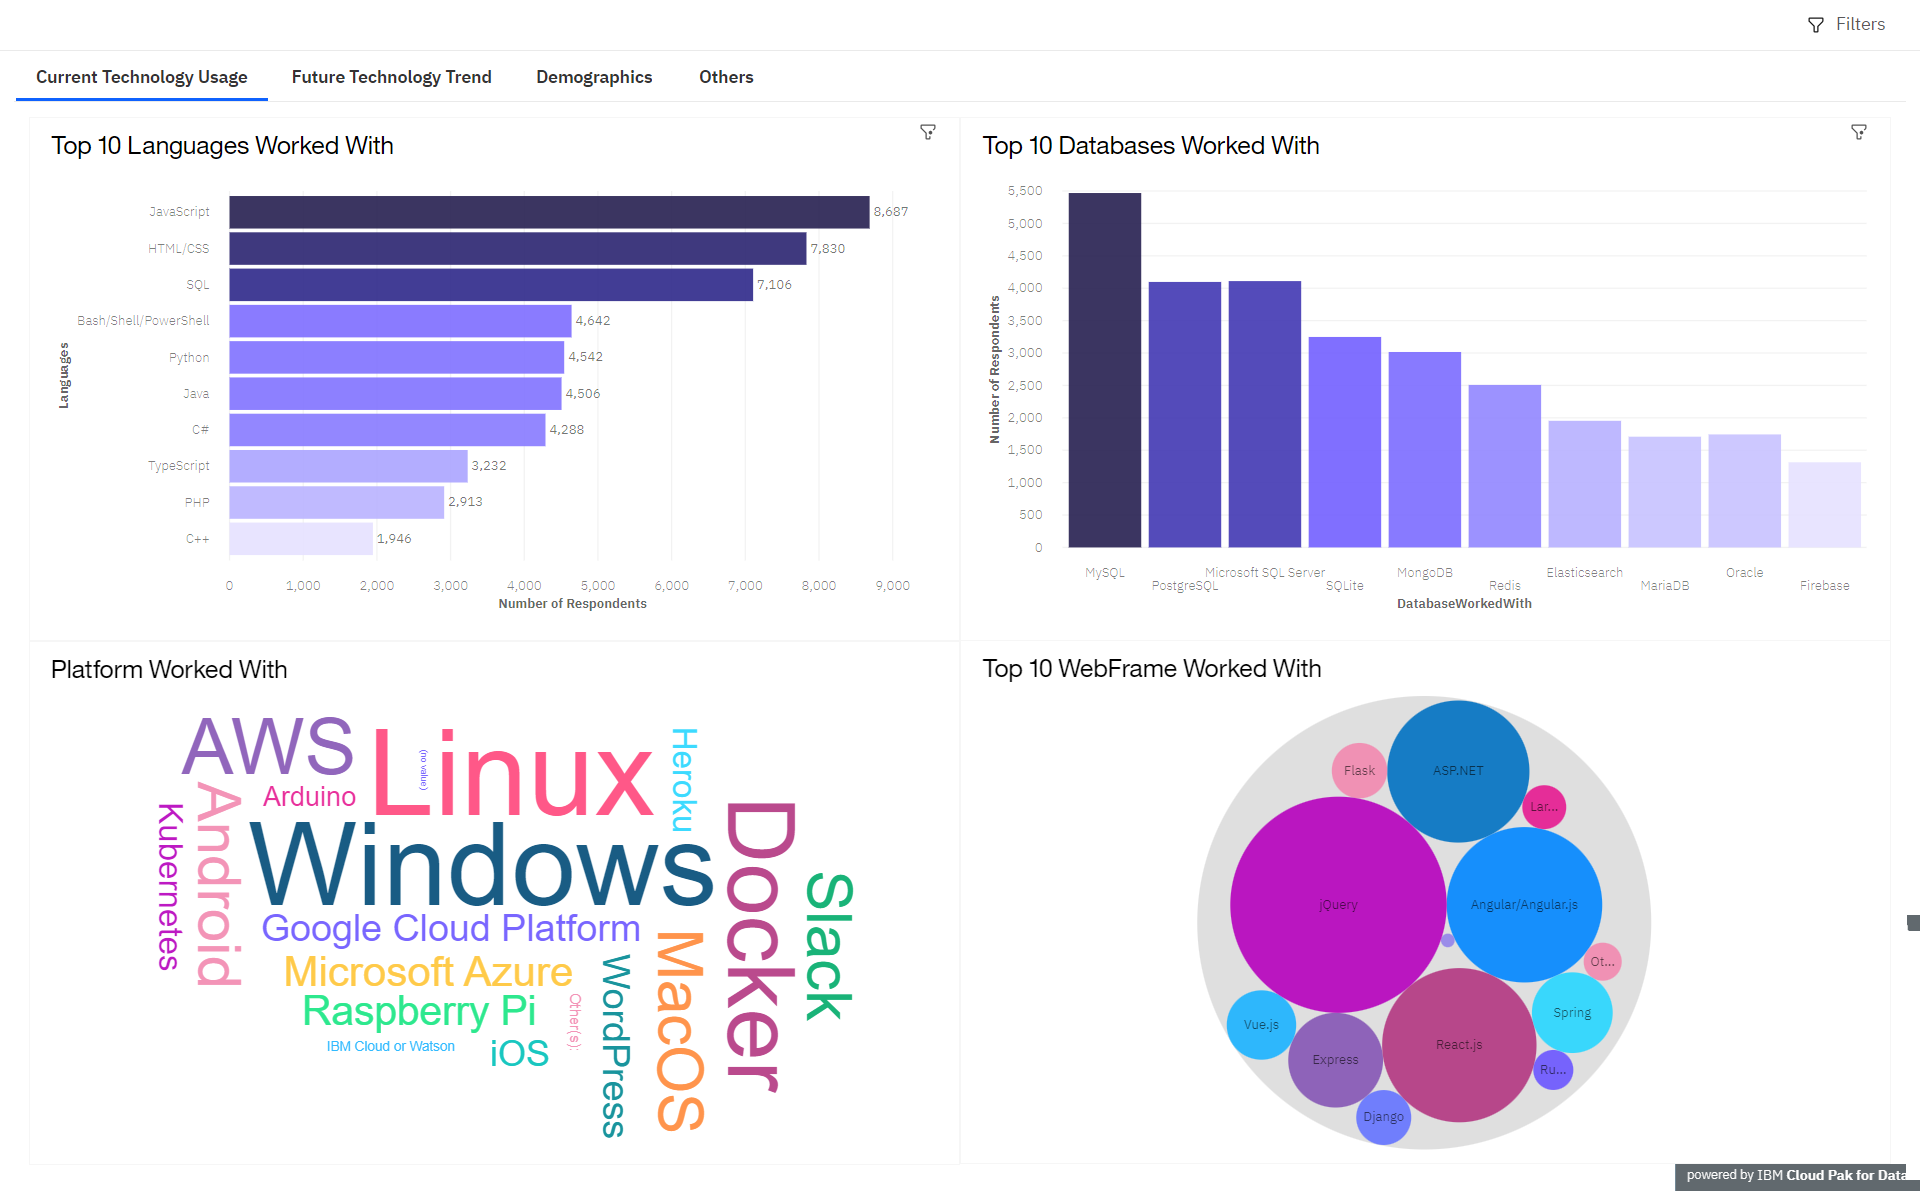 Filters
Current Technology Usage
Future Technology Trend
Demographics
Others
Top 10 Languages Worked With
Languages
JavaScript
8,687
HTML/CSS
7,830
SQL
7,106
Bash/Shell/PowerShell
4,642
Python
4,542
Java
4,506
C#
4,288
TypeScript
3,232
PHP
2,913
C++
1,946
0 1,000 2,000 3,000 4,000 5,000 6,000 7,000 8,000 9,000
Number of Respondents
Top 10 Databases Worked With
Number of Respondents
5,500
5,000
4,500
4,000
3,500
3,000
2,500
2,000
1,500
1,000
500
0
MySQL
PostgreSQL
Microsoft SQL Server
SQLite
MongoDB
Redis
Elasticsearch
MariaDB
Oracle
Firebase
DatabaseWorkedWith
Platform Worked With
AWS
Linux
(no value)
Heroku
Arduino
Android
Kubernetes
Windows
Docker
Slack
Google Cloud Platform
Microsoft Azure
Raspberry Pi
Other(s):
WordPress
MacOS
IBM Cloud or Watson
iOS
Top 10 WebFrame Worked With
Flask
ASP.NET
Lar...
jQuery
Angular/Angular.js
Ot...
Spring
Vue.js
Express
React.js
Ru...
Django
powered by IBM Cloud Pak for Data